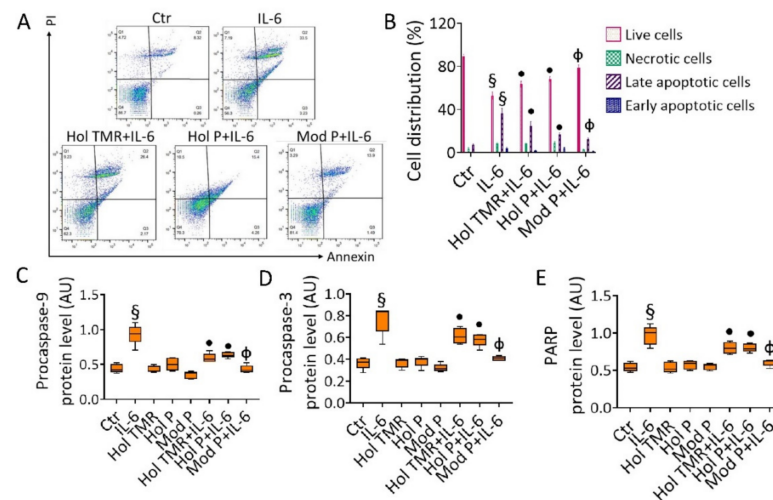 A
PI
Ctr
IL-6
Hol TMR+IL-6
Hol P+IL-6
Mod P+IL-6
Annexin
B
Cell distribution (%)
120
80
40
0
Ctr
IL-6
Hol TMR+IL-6
Hol P+IL-6
Mod P+IL-6
§
§
•
•
•
•
ϕ
ϕ
Live cells
Necrotic cells
Late apoptotic cells
Early apoptotic cells
C
Procaspase-9
protein level (AU)
1.5
1.0
0.5
0.0
§
•
•
ϕ
Ctr
IL-6
Hol TMR
Hol P
Mod P
Hol TMR+IL-6
Hol P+IL-6
Mod P+IL-6
D
Procaspase-3
protein level (AU)
1.0
0.8
0.6
0.4
0.2
0.0
§
•
•
ϕ
Ctr
IL-6
Hol TMR
Hol P
Mod P
Hol TMR+IL-6
Hol P+IL-6
Mod P+IL-6
E
PARP
protein level (AU)
1.5
1.0
0.5
0.0
§
•
•
ϕ
Ctr
IL-6
Hol TMR
Hol P
Mod P
Hol TMR+IL-6
Hol P+IL-6
Mod P+IL-6